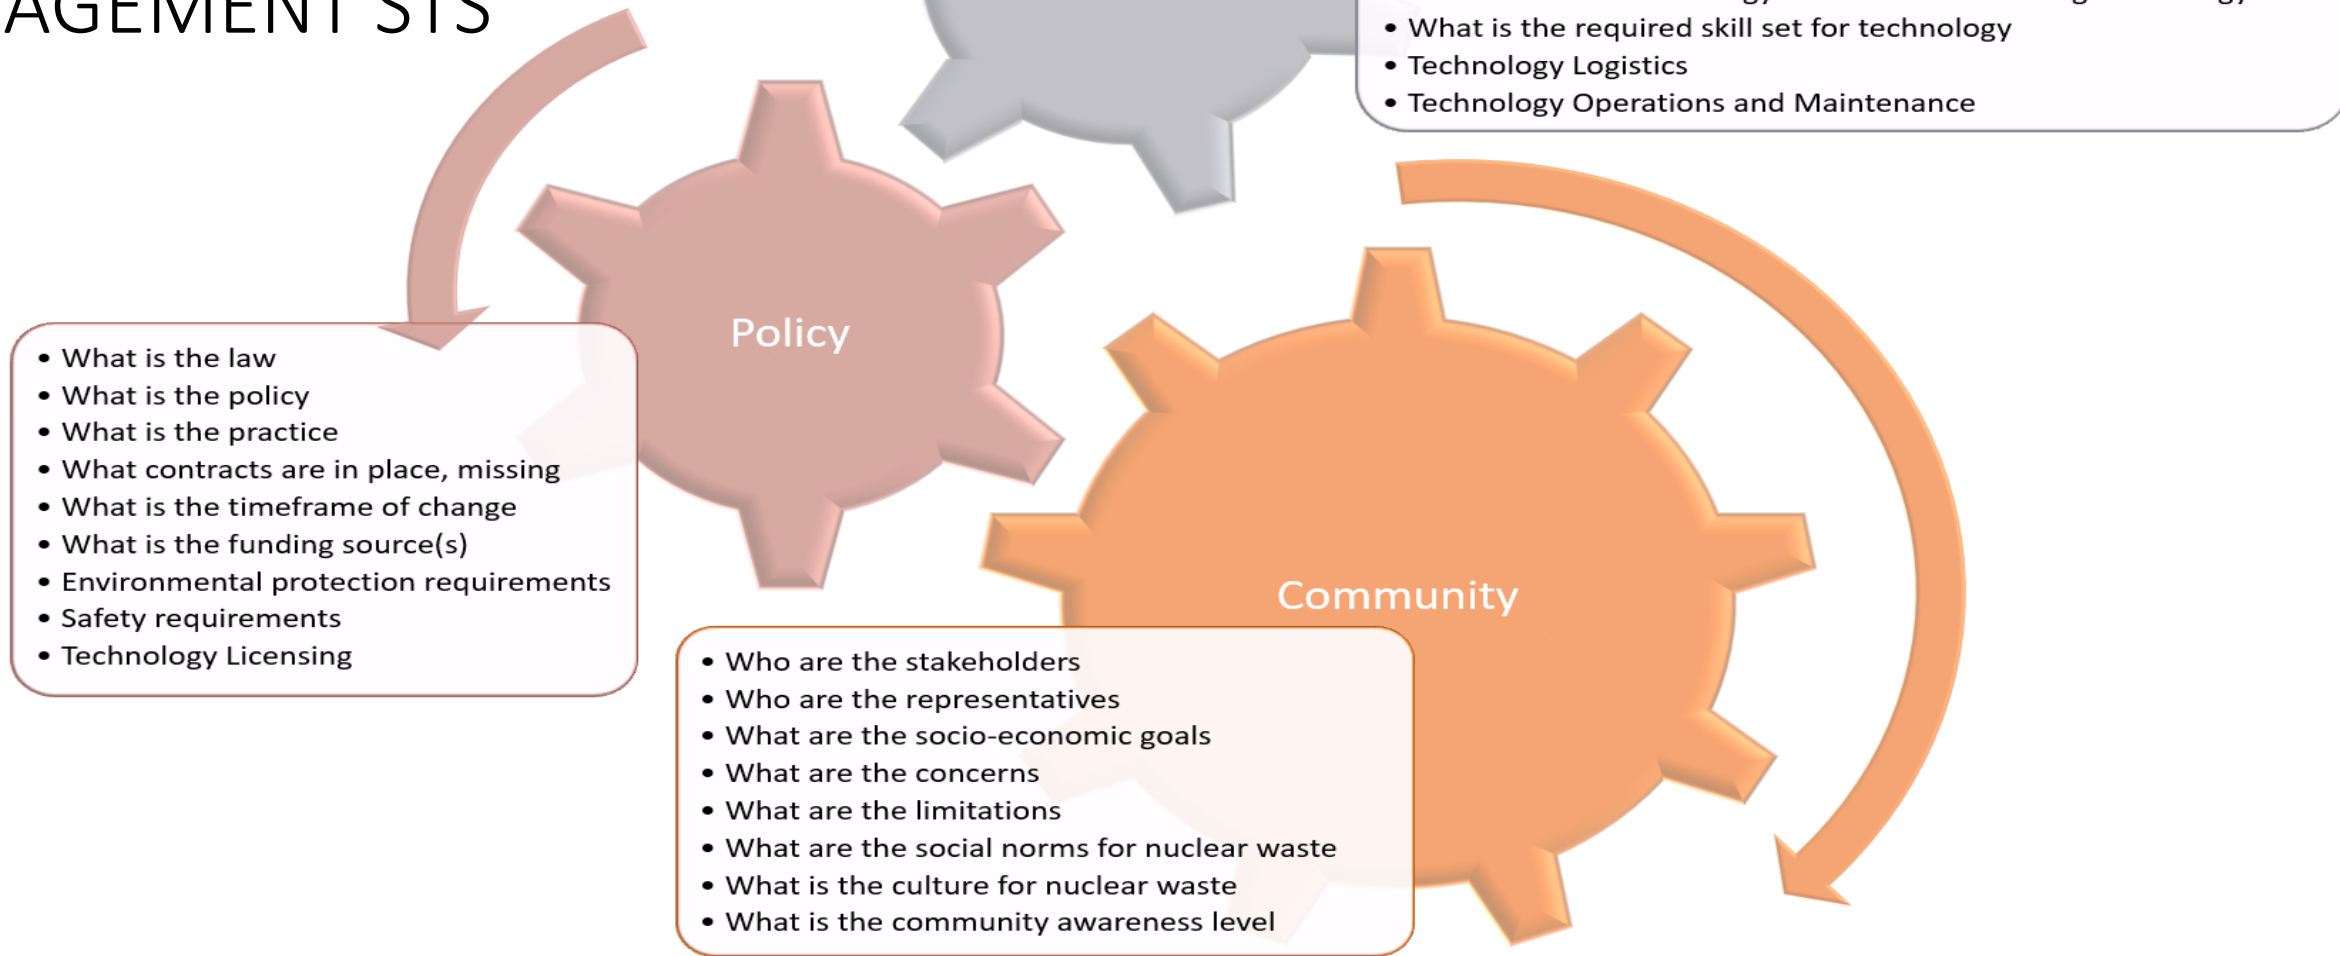 AGEMENT STS
• What is the required skill set for technology
• Technology Logistics
• Technology Operations and Maintenance
Policy
• What is the law
• What is the policy
• What is the practice
• What contracts are in place, missing
• What is the timeframe of change
• What is the funding source(s)
• Environmental protection requirements
• Safety requirements
• Technology Licensing
Community
• Who are the stakeholders
• Who are the representatives
• What are the socio-economic goals
• What are the concerns
• What are the limitations
• What are the social norms for nuclear waste
• What is the culture for nuclear waste
• What is the community awareness level